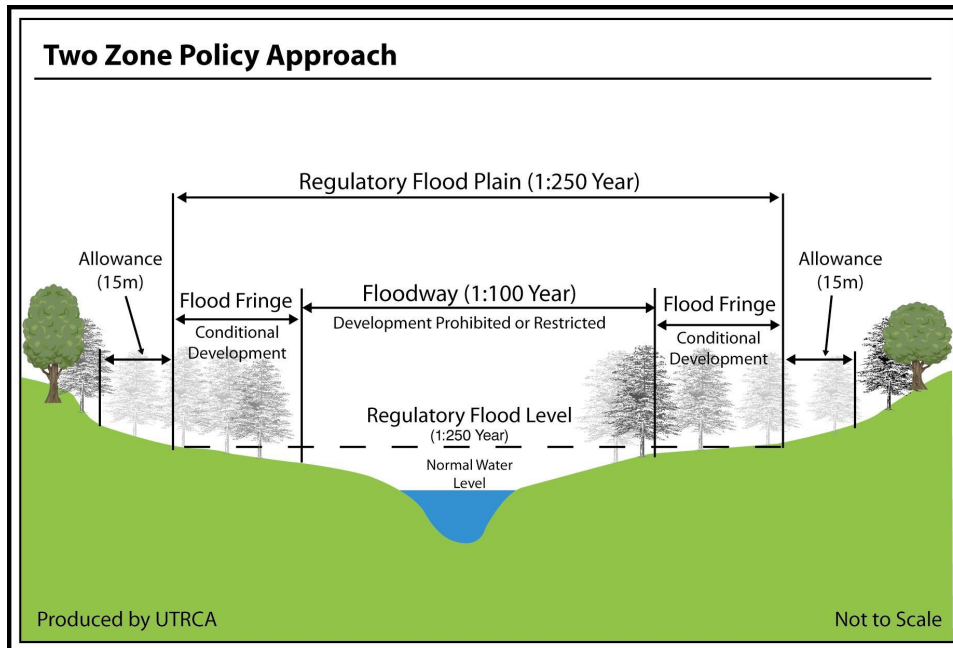 Two Zone Policy Approach
Regulatory Flood Plain (1:250 Year)
Allowance
(15m)
Flood Fringe
Conditional
Development
Floodway (1:100 Year)
Development Prohibited or Restricted
Flood Fringe
Conditional
Development
Allowance
(15m)
Regulatory Flood Level
(1:250 Year)
Normal Water
Level
Produced by UTRCA
Not to Scale